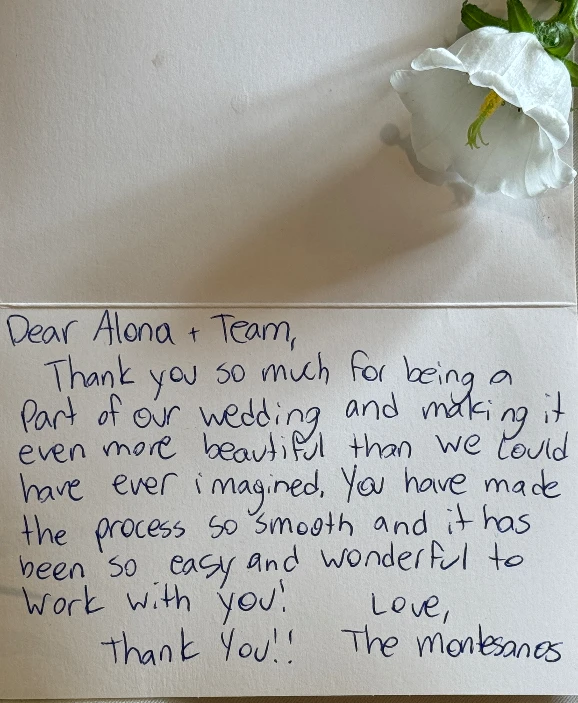 Dear Alona + Team,
Thank you so much for being a
Part of our wedding and making it
even more beautiful than we could
have ever imagined. You have made
the process so smooth and it has
been so easy and wonderful to
Work with you!
Love,
Thank You!!
The Montesanos